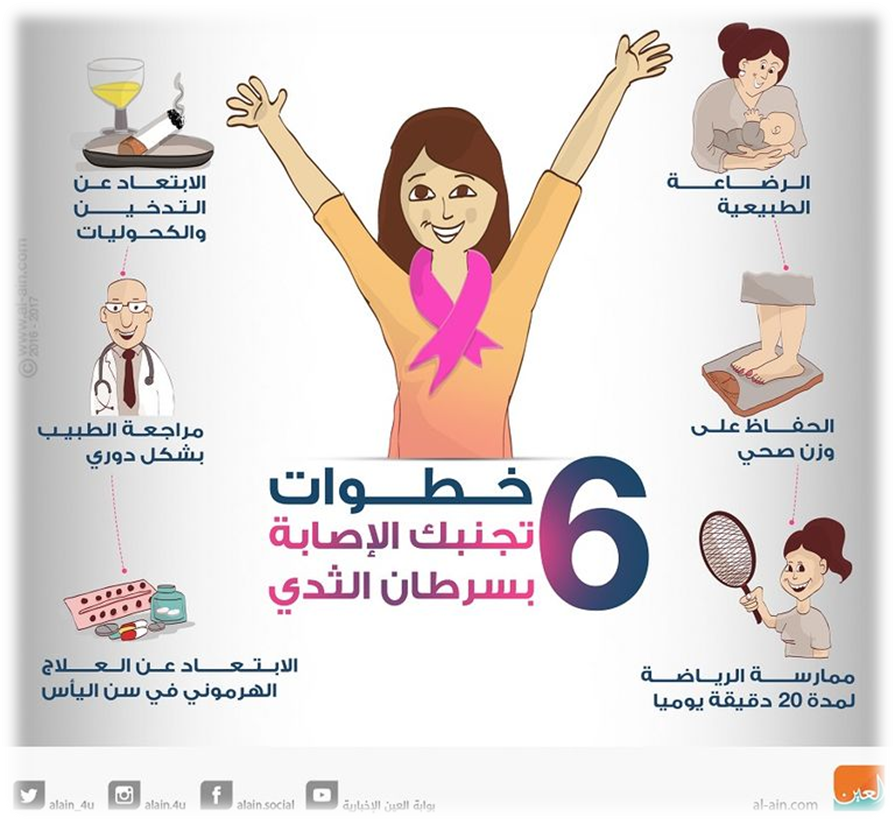 6
خطوات
تجنبك الإصابة
بسرطان الثدي
الرضاعة
الطبيعية
الحفاظ على
وزن صحي
ممارسة الرياضة
لمدة 20 دقيقة يوميا
الابتعاد عن
التدخين
والكحوليات
مراجعة الطبيب
بشكل دوري
الابتعاد عن العلاج
الهرموني في سن اليأس
© www.al-ain.com
2016 - 2017
alain_4u
alain.4u
alain.social
بوابة العين الإخبارية
al-ain.com
العين